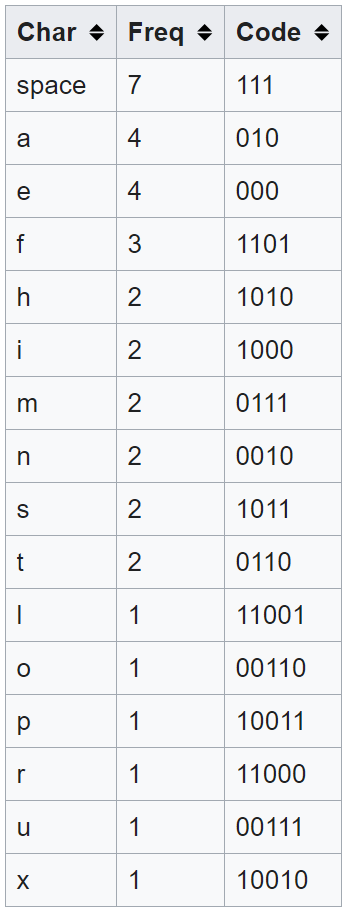 Char Freq Code
space 7 111
a 4 010
e 4 000
f 3 1101
h 2 1010
i 2 1000
m 2 0111
n 2 0010
s 2 1011
t 2 0110
l 1 11001
o 1 00110
p 1 10011
r 1 11000
u 1 00111
x 1 10010